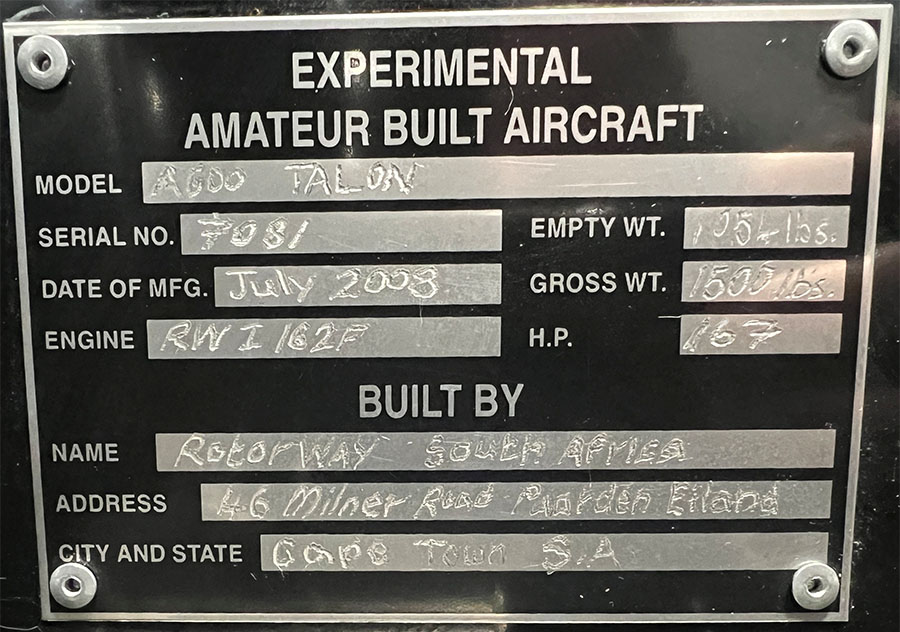 EXPERIMENTAL
AMATEUR BUILT AIRCRAFT
MODEL A600 TALON
SERIAL NO. 7081 EMPTY WT. 1054 lbs.
DATE OF MFG. July 2008 GROSS WT. 1500 lbs.
ENGINE RWI 162F H.P. 167
BUILT BY
NAME RotorWAY South AFRICA
ADDRESS 46 Milner Road Paarden Eiland
CITY AND STATE Cape Town S.A